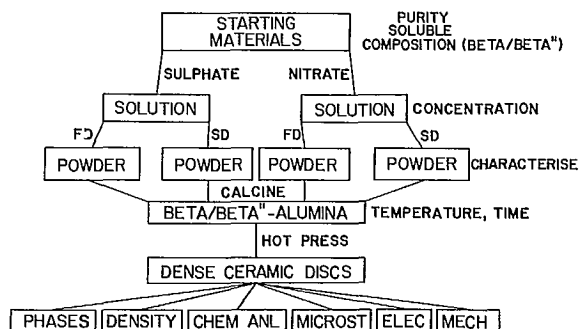 STARTING
MATERIALS
PURITY
SOLUBLE
COMPOSITION (BETA/BETA")
SULPHATE
NITRATE
SOLUTION
SOLUTION
CONCENTRATION
FD
SD
FD
SD
POWDER
POWDER
POWDER
POWDER
CHARACTERISE
CALCINE
BETA/BETA"-ALUMINA
TEMPERATURE, TIME
HOT PRESS
DENSE CERAMIC DISCS
PHASES
DENSITY
CHEM ANL
MICROST
ELEC
MECH